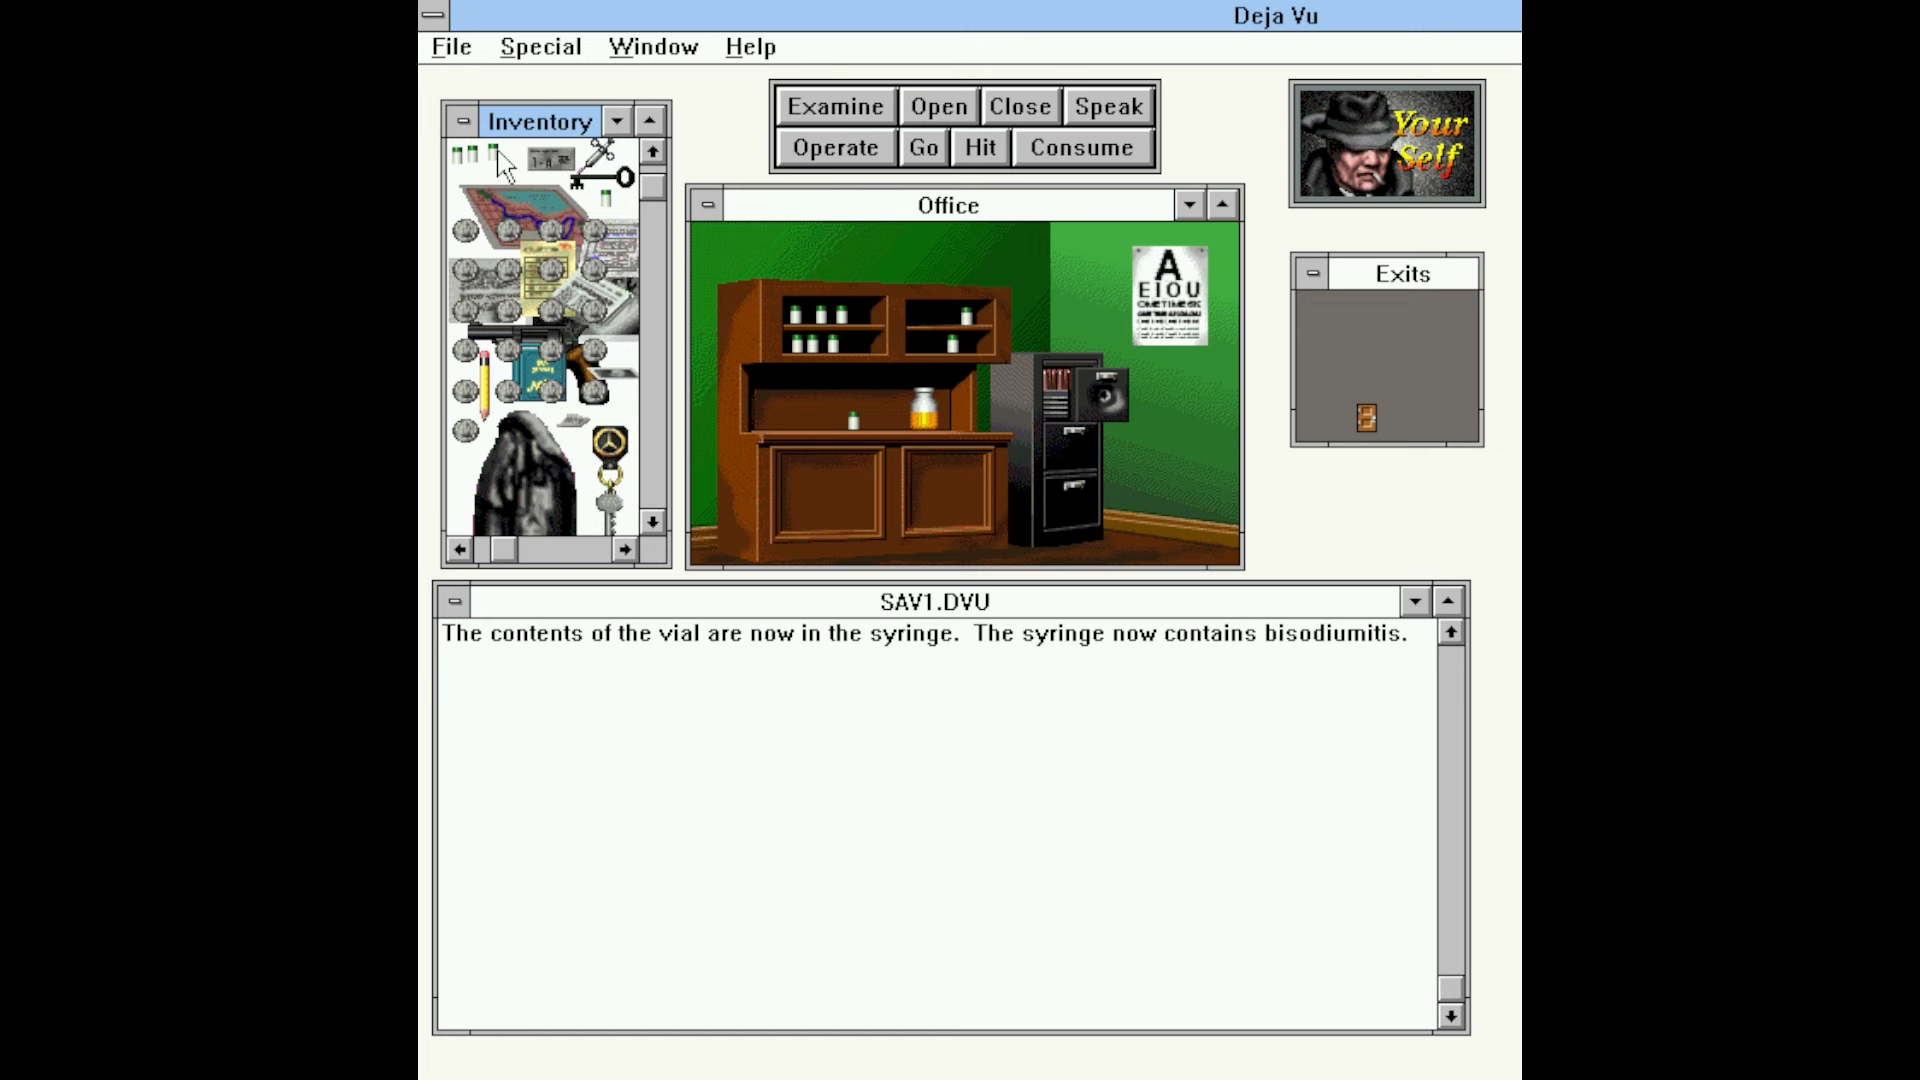 Deja Vu
File Special Window Help
Inventory
Examine Open Close Speak
Operate Go Hit Consume
Your
Self
Office
A
EIOU
Exits
SAV1.DVU
The contents of the vial are now in the syringe. The syringe now contains bisodiumitis.